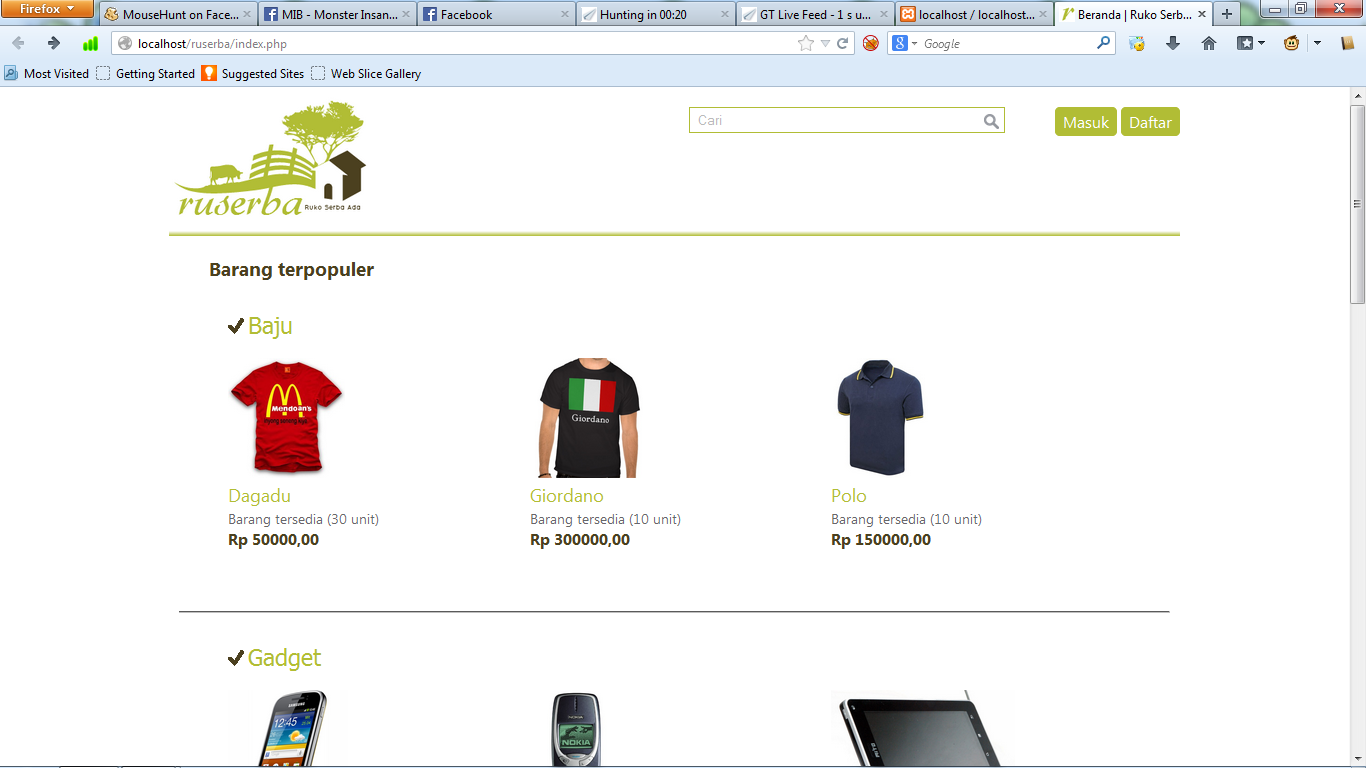 Firefox
MouseHunt on Face...
MIB - Monster Insan...
Facebook
Hunting in 00:20
GT Live Feed - 1 s u...
localhost / localhost...
Beranda | Ruko Serb...
localhost/ruserba/index.php
Google
Most Visited
Getting Started
Suggested Sites
Web Slice Gallery
ruserba
Ruko Serba Ada
Cari
Masuk
Daftar
Barang terpopuler
Baju
Mendoan's
Giordano
Dagadu
Giordano
Polo
Barang tersedia (30 unit)
Barang tersedia (10 unit)
Barang tersedia (10 unit)
Rp 50000,00
Rp 300000,00
Rp 150000,00
Gadget
SAMSUNG
12:45
NOKIA
NOKIA